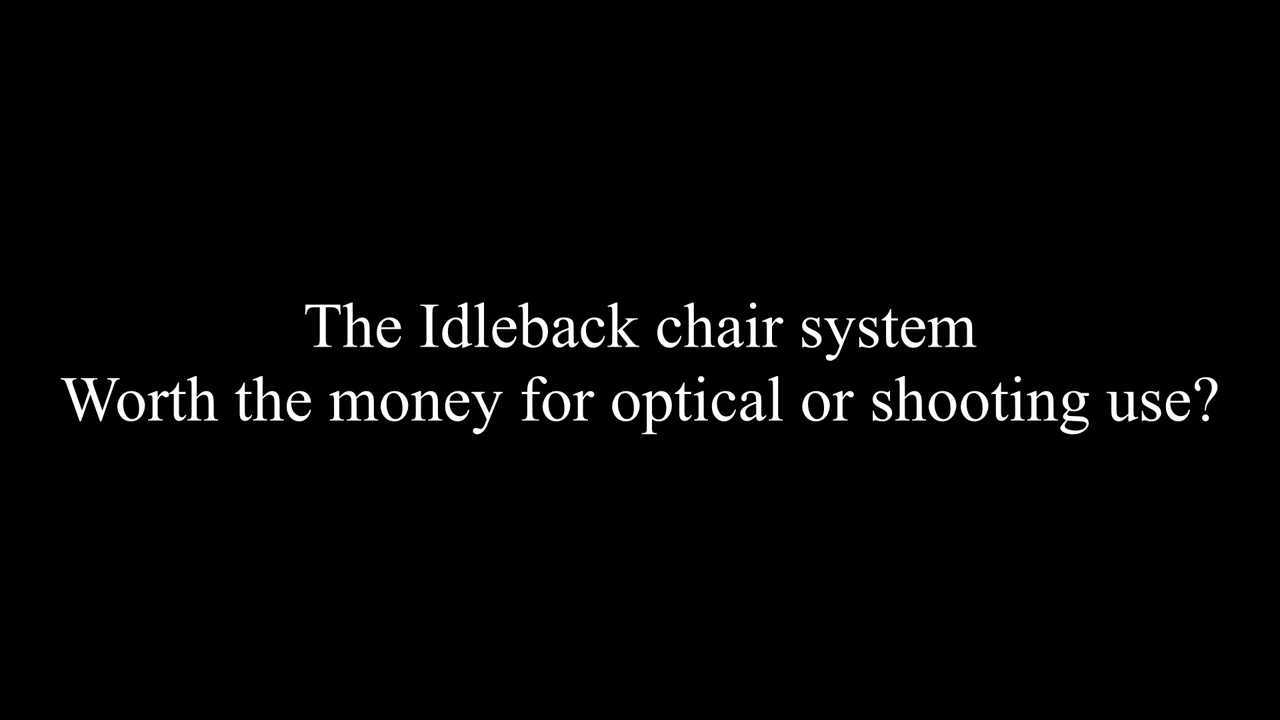 The Idleback chair system
Worth the money for optical or shooting use?